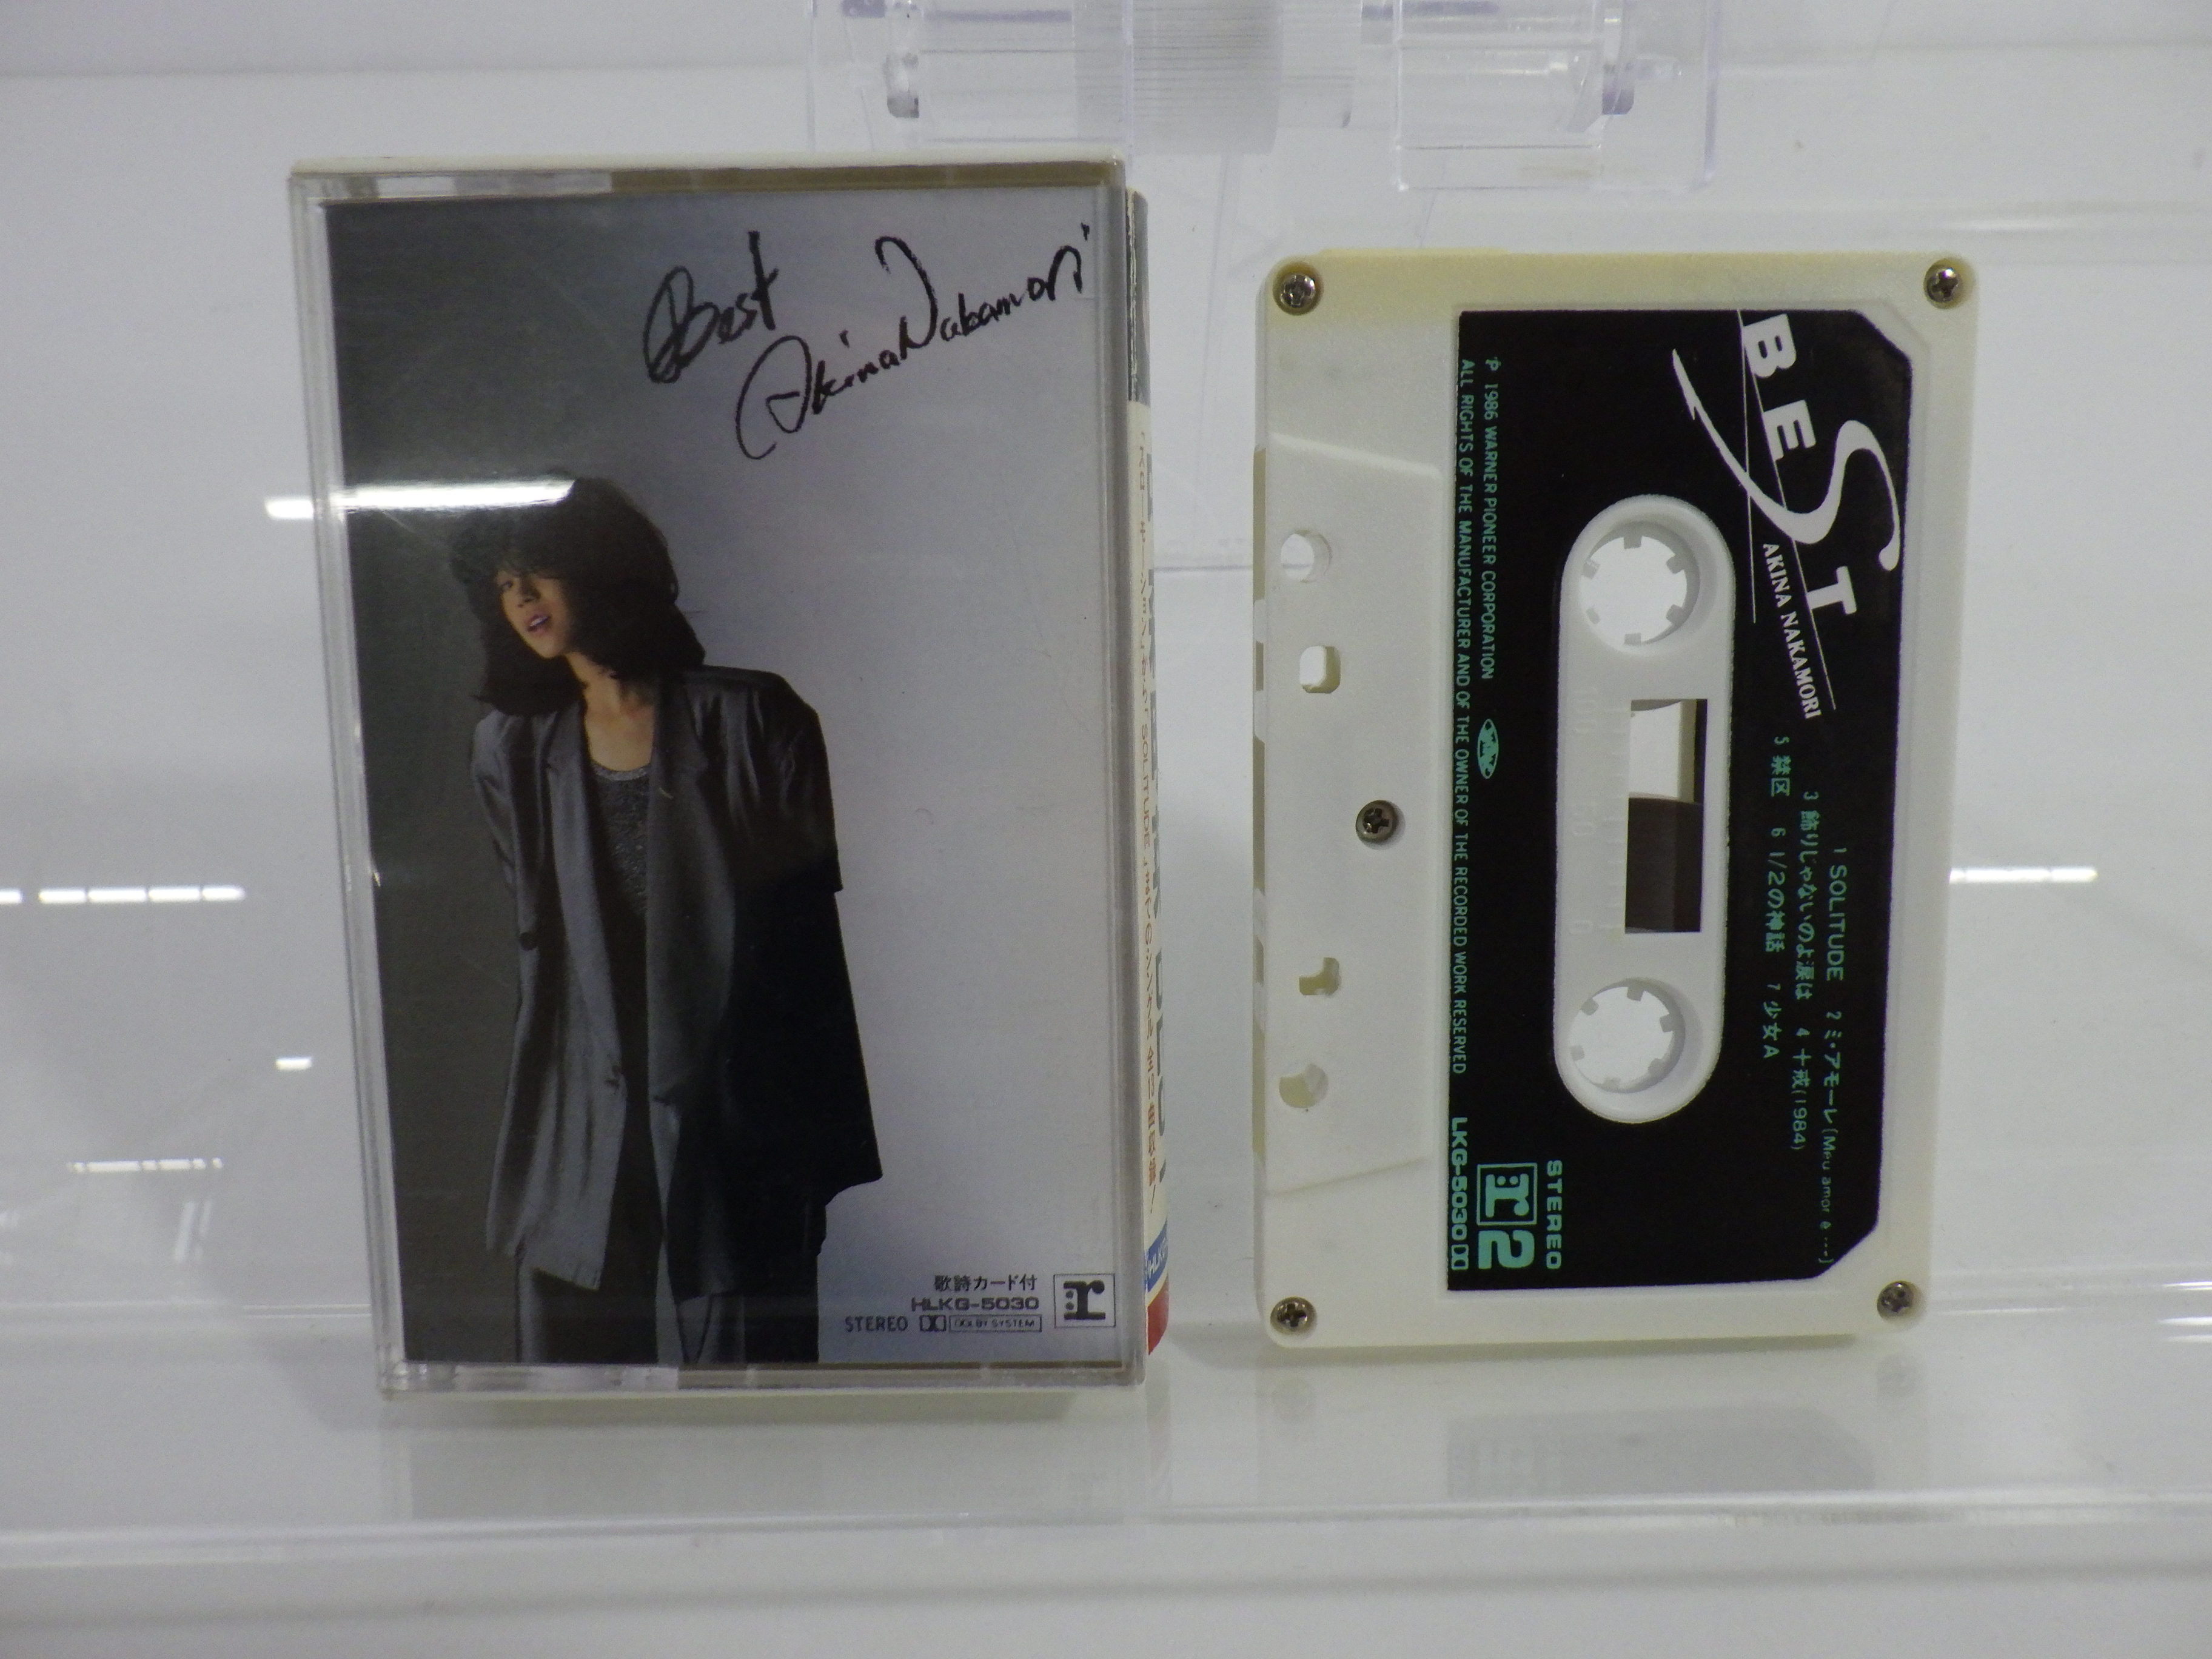 Best
Akina Nakamori
歌詩カード付
HLKG-5030
STEREO DOLBY SYSTEM
BEST
AKINA NAKAMORI
1 SOLITUDE 2 ミ・アモーレ(Meu amor é…)
3 飾りじゃないのよ涙は 4 十戒(1984)
5 禁区 6 1/2の神話 7 少女A
STEREO
2
LKG-5030
Ⓟ 1986 WARNER PIONEER CORPORATION
ALL RIGHTS OF THE MANUFACTURER AND OF THE OWNER OF THE RECORDED WORK RESERVED